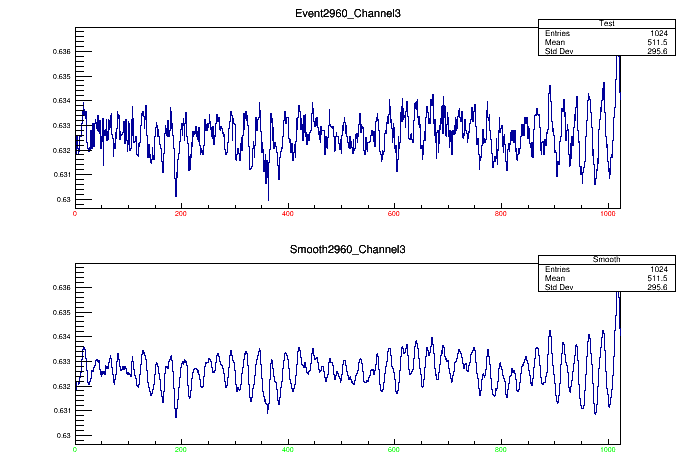 Event2960_Channel3
Test
Entries 1024
Mean 511.5
Std Dev 295.6
0.636
0.635
0.634
0.633
0.632
0.631
0.63
0 200 400 600 800 1000
Smooth2960_Channel3
Smooth
Entries 1024
Mean 511.5
Std Dev 295.6
0.636
0.635
0.634
0.633
0.632
0.631
0.63
0 200 400 600 800 1000